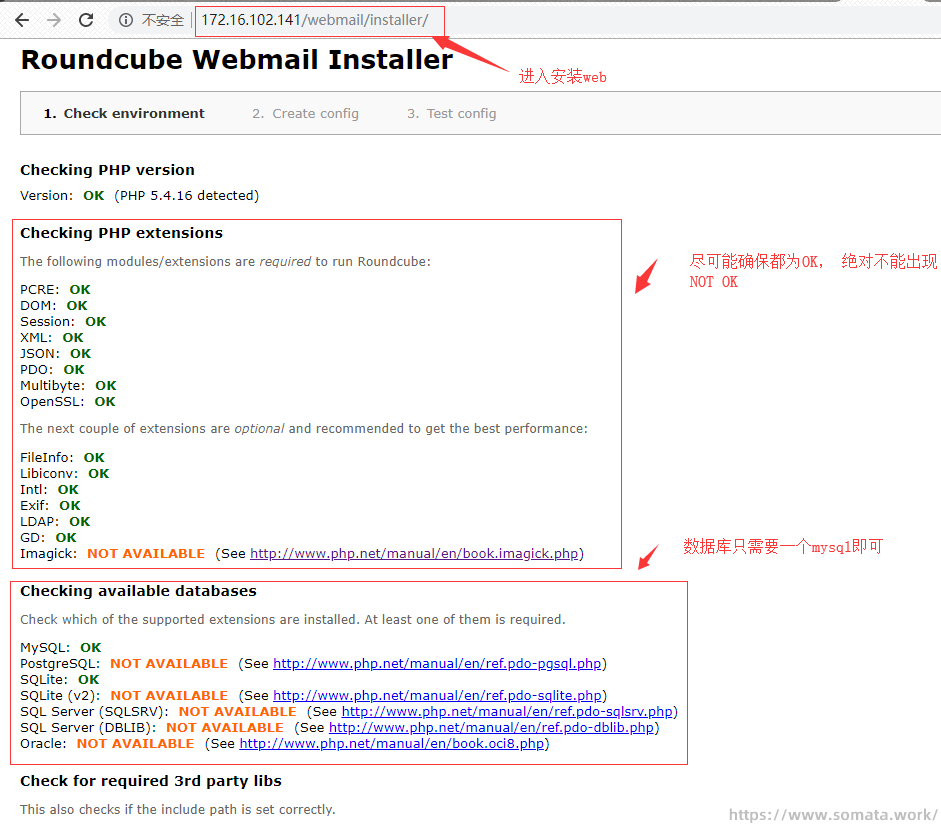 不安全 172.16.102.141/webmail/installer/
Roundcube Webmail Installer
进入安装web
1. Check environment 2. Create config 3. Test config
Checking PHP version
Version: OK (PHP 5.4.16 detected)
Checking PHP extensions
The following modules/extensions are required to run Roundcube:
尽可能确保都为OK， 绝对不能出现
NOT OK
PCRE: OK
DOM: OK
Session: OK
XML: OK
JSON: OK
PDO: OK
Multibyte: OK
OpenSSL: OK
The next couple of extensions are optional and recommended to get the best performance:
FileInfo: OK
Libiconv: OK
Intl: OK
Exif: OK
LDAP: OK
GD: OK
Imagick: NOT AVAILABLE (See http://www.php.net/manual/en/book.imagick.php)
数据库只需要一个mysql即可
Checking available databases
Check which of the supported extensions are installed. At least one of them is required.
MySQL: OK
PostgreSQL: NOT AVAILABLE (See http://www.php.net/manual/en/ref.pdo-pgsql.php)
SQLite: OK
SQLite (v2): NOT AVAILABLE (See http://www.php.net/manual/en/ref.pdo-sqlite.php)
SQL Server (SQLSRV): NOT AVAILABLE (See http://www.php.net/manual/en/ref.pdo-sqlsrv.php)
SQL Server (DBLIB): NOT AVAILABLE (See http://www.php.net/manual/en/ref.pdo-dblib.php)
Oracle: NOT AVAILABLE (See http://www.php.net/manual/en/book.oci8.php)
Check for required 3rd party libs
This also checks if the include path is set correctly.
https://www.somata.work/